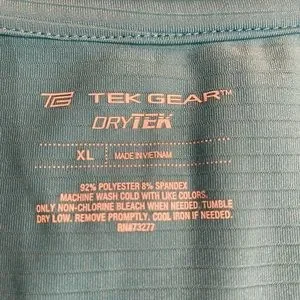 TG TEK GEAR™
DRYTEK
XL MADE IN VIETNAM
92% POLYESTER 8% SPANDEX
MACHINE WASH COLD WITH LIKE COLORS.
ONLY NON-CHLORINE BLEACH WHEN NEEDED. TUMBLE
DRY LOW. REMOVE PROMPTLY. COOL IRON IF NEEDED.
RN#73277